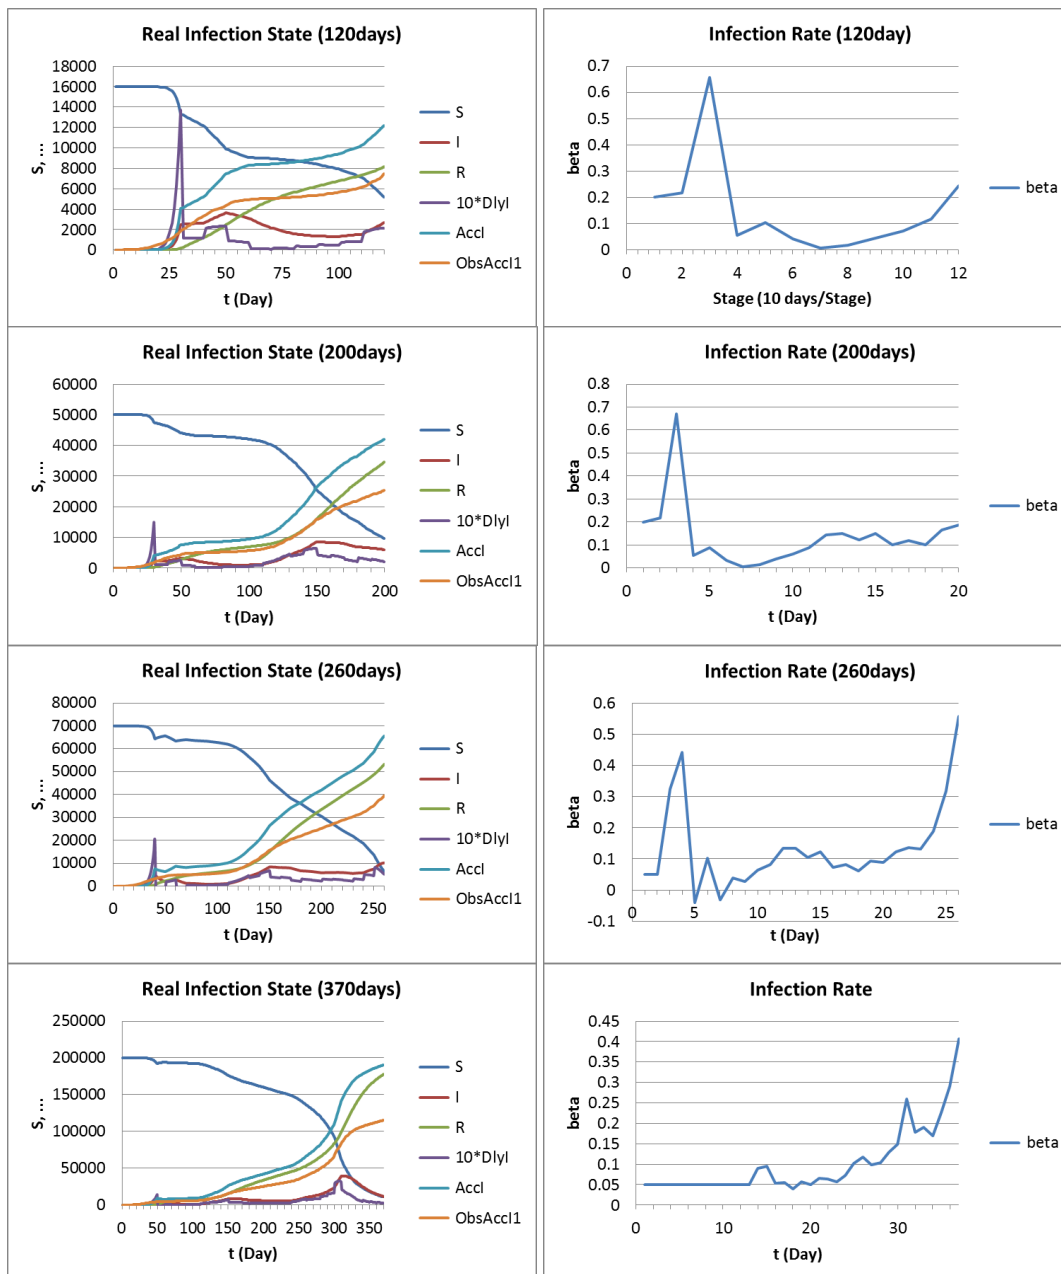 Real Infection State (120days)
18000
16000
14000
12000
10000
8000
6000
4000
2000
0
S, ...
0 25 50 75 100
t (Day)
S
I
R
10*DlyI
AccI
ObsAccI1
Infection Rate (120day)
0.7
0.6
0.5
0.4
0.3
0.2
0.1
0
beta
0 2 4 6 8 10 12
Stage (10 days/Stage)
beta
Real Infection State (200days)
60000
50000
40000
30000
20000
10000
0
S, ...
0 50 100 150 200
t (Day)
S
I
R
10*DlyI
AccI
ObsAccI1
Infection Rate (200days)
0.8
0.7
0.6
0.5
0.4
0.3
0.2
0.1
0
beta
0 5 10 15 20
t (Day)
beta
Real Infection State (260days)
80000
70000
60000
50000
40000
30000
20000
10000
0
S, ...
0 50 100 150 200 250
t (Day)
S
I
R
10*DlyI
AccI
ObsAccI1
Infection Rate (260days)
0.6
0.5
0.4
0.3
0.2
0.1
0
-0.1
beta
0 5 10 15 20 25
t (Day)
beta
Real Infection State (370days)
250000
200000
150000
100000
50000
0
S, ...
0 50 100 150 200 250 300 350
t (Day)
S
I
R
10*DlyI
AccI
ObsAccI1
Infection Rate
0.45
0.4
0.35
0.3
0.25
0.2
0.15
0.1
0.05
0
beta
0 10 20 30
t (Day)
beta